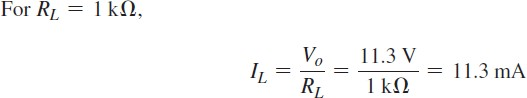 For R_L = 1 kΩ,
I_L = V_o / R_L = 11.3 V / 1 kΩ = 11.3 mA